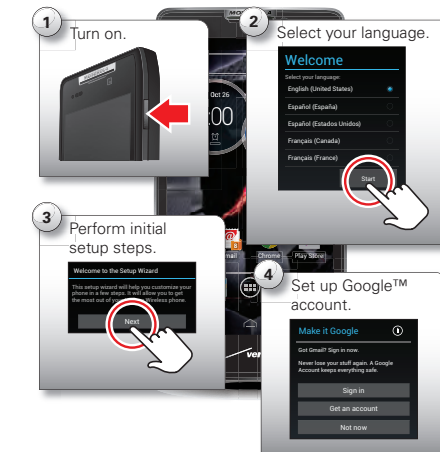 1
Turn on.
2
Select your language.
Welcome
Select your language:
English (United States)
Español (España)
Español (Estados Unidos)
Français (Canada)
Français (France)
Start
Oct 26
:00
3
Perform initial
setup steps.
Welcome to the Setup Wizard
This setup wizard will help you customize your
phone in a few steps. It will allow you to get
the most out of your Wireless phone.
Next
Chrome
Play Store
4
Set up Google™
account.
Make it Google
Got Gmail? Sign in now.
Never lose your stuff again. A Google
Account keeps everything safe.
Sign in
Get an account
Not now